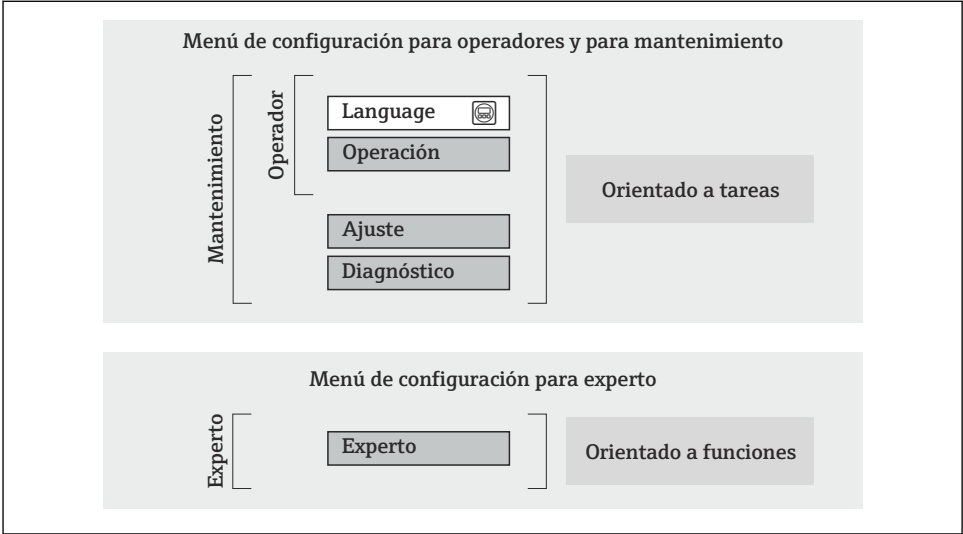 Menú de configuración para operadores y para mantenimiento
Mantenimiento
Operador
Language
Operación
Ajuste
Diagnóstico
Orientado a tareas
Menú de configuración para experto
Experto
Experto
Orientado a funciones